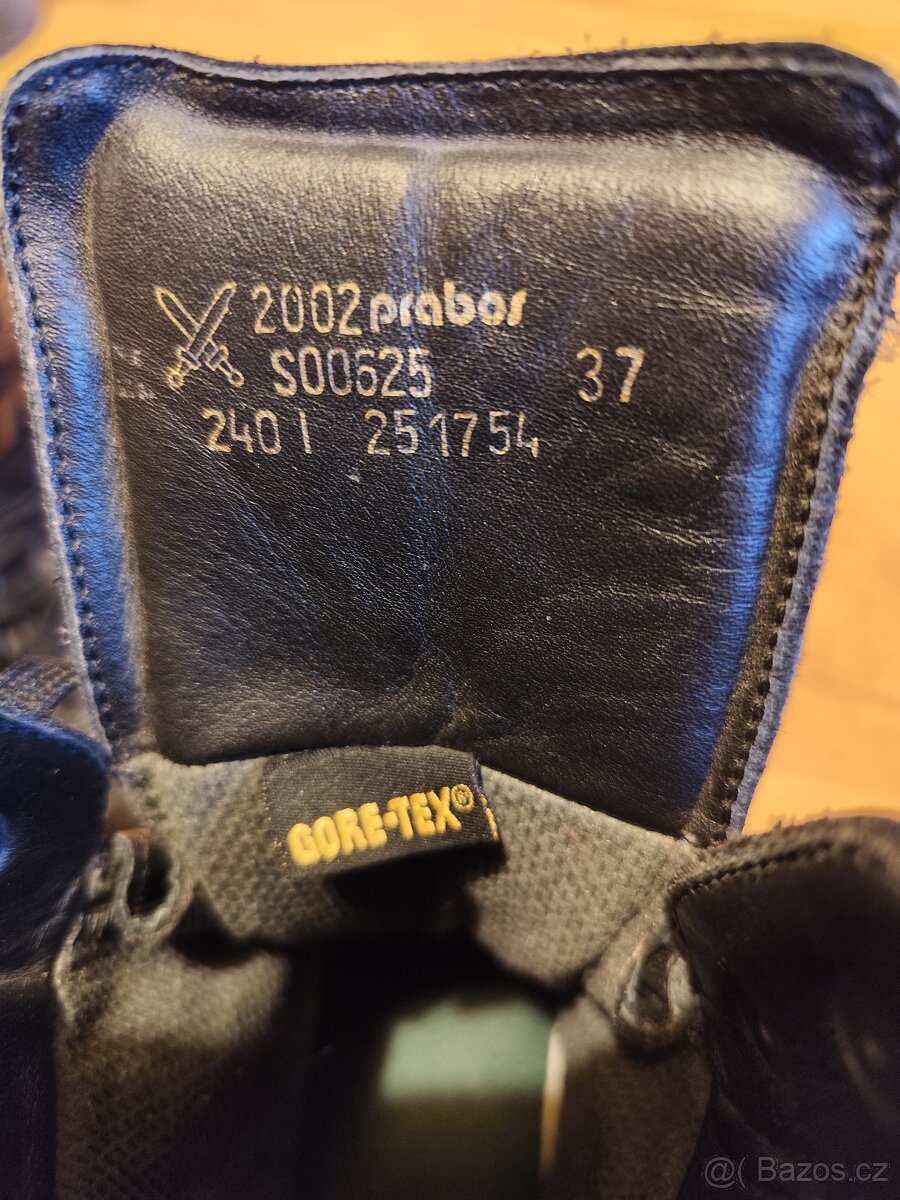 2002 prabos
S00625 37
240 I 251754
GORE-TEX®
@( Bazos.cz